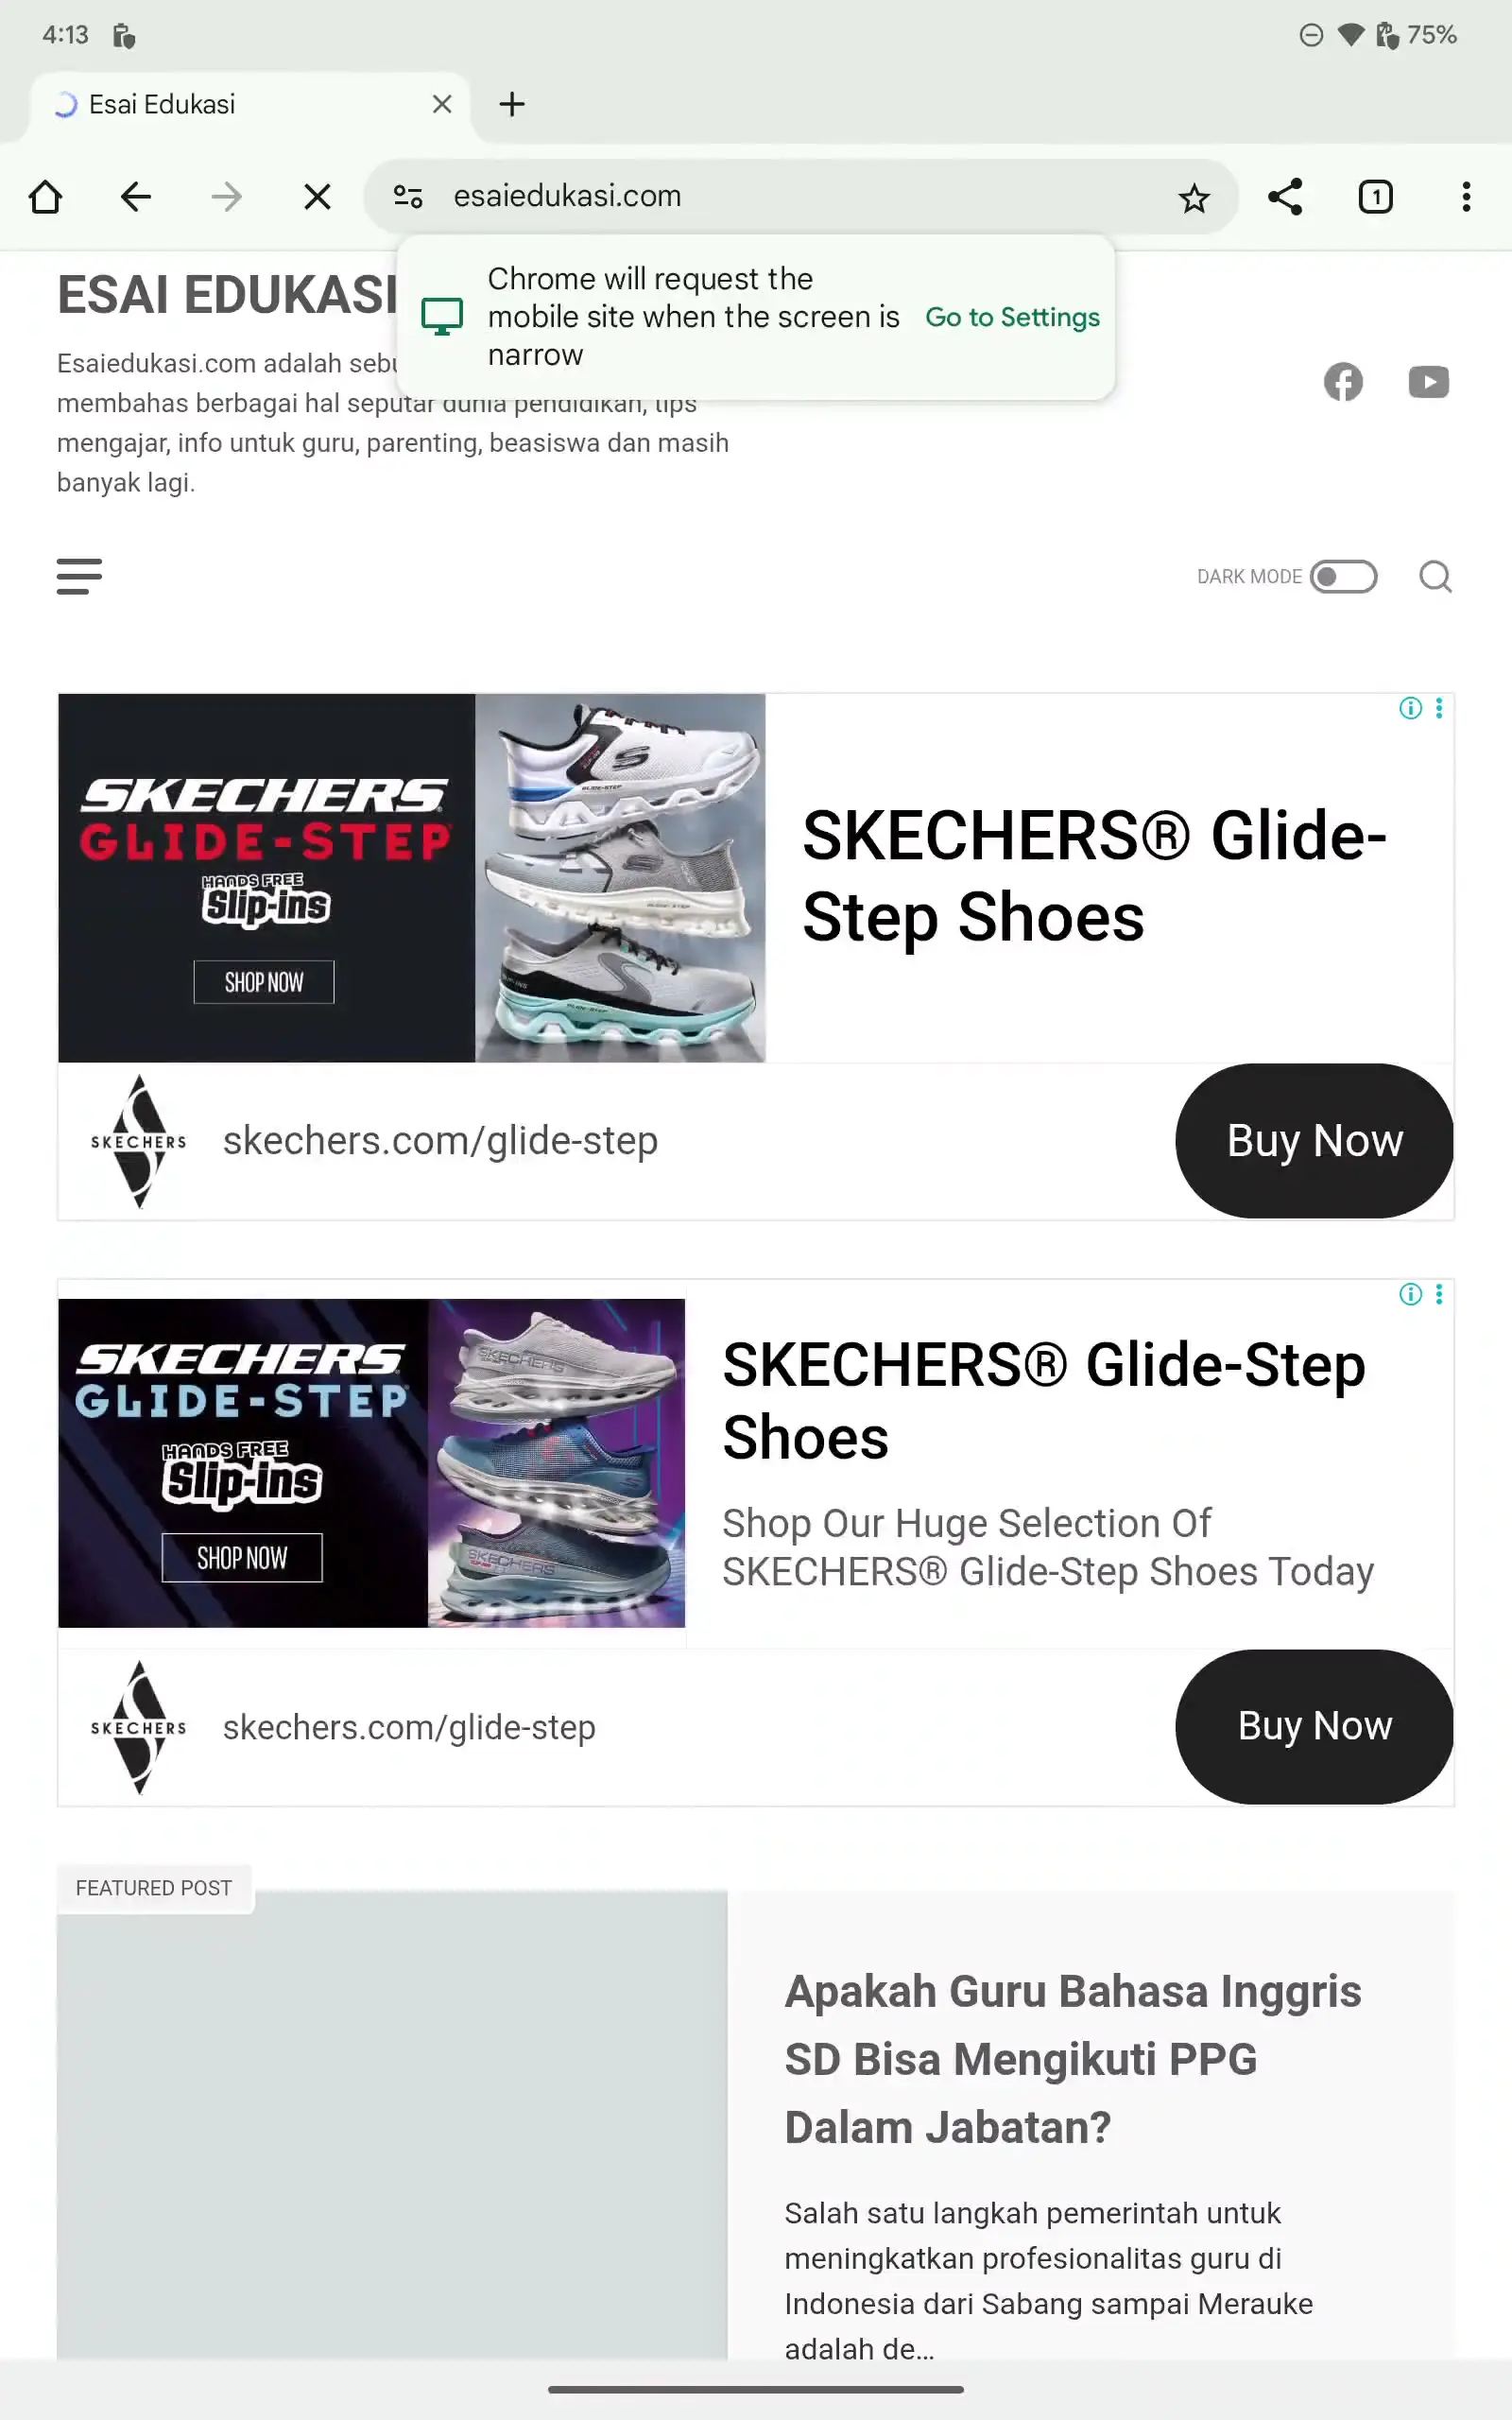 4:13
75%
Esai Edukasi
esaiedukasi.com
1
Chrome will request the
mobile site when the screen is
narrow
Go to Settings
ESAI EDUKASI
Esaiedukasi.com adalah
membahas berbagai hal seputar dunia pendidikan, tips
mengajar, info untuk guru, parenting, beasiswa dan masih
banyak lagi.
DARK MODE
SKECHERS
GLIDE-STEP
HANDS FREE
Slip-ins
SHOP NOW
SKECHERS® Glide-
Step Shoes
SKECHERS
skechers.com/glide-step
Buy Now
SKECHERS
GLIDE-STEP
HANDS FREE
Slip-ins
SHOP NOW
SKECHERS® Glide-Step
Shoes
Shop Our Huge Selection Of
SKECHERS® Glide-Step Shoes Today
SKECHERS
skechers.com/glide-step
Buy Now
FEATURED POST
Apakah Guru Bahasa Inggris
SD Bisa Mengikuti PPG
Dalam Jabatan?
Salah satu langkah pemerintah untuk
meningkatkan profesionalitas guru di
Indonesia dari Sabang sampai Merauke
adalah de...